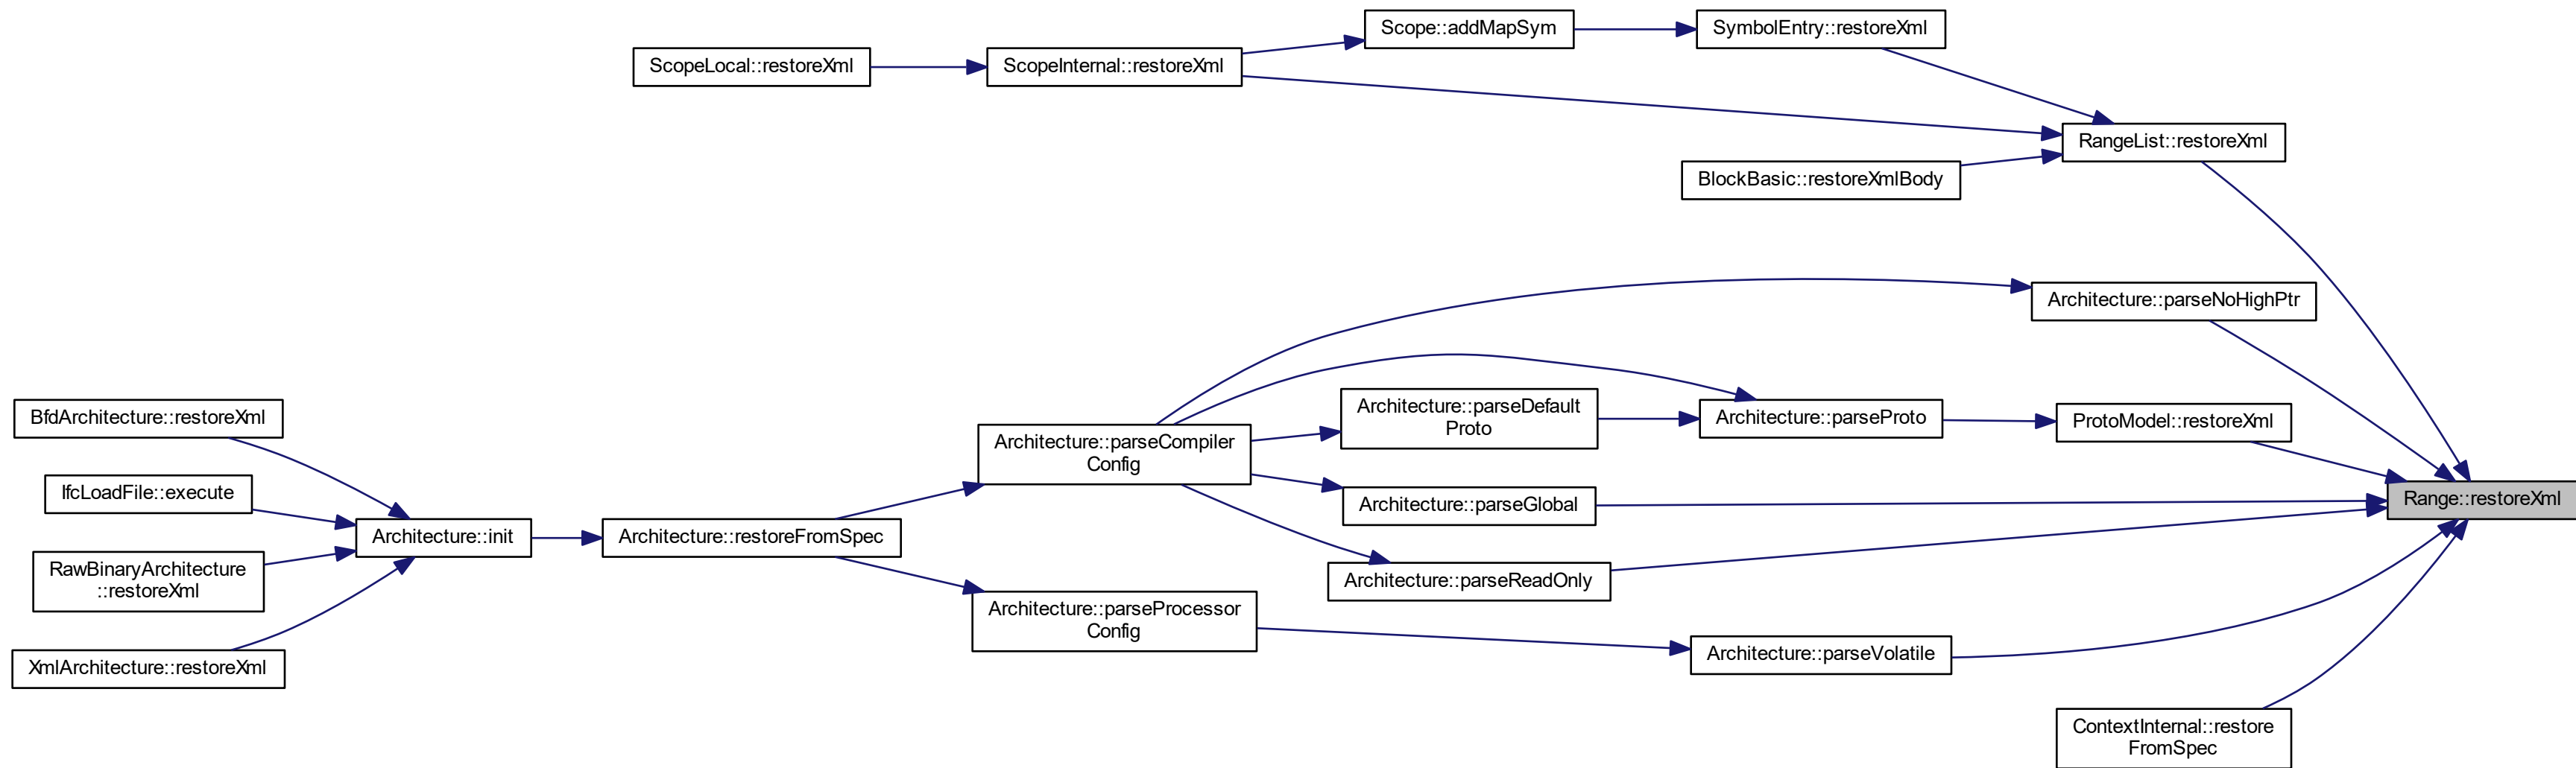 Scope::addMapSym
SymbolEntry::restoreXml
ScopeLocal::restoreXml
ScopeInternal::restoreXml
RangeList::restoreXml
BlockBasic::restoreXmlBody
Architecture::parseNoHighPtr
BfdArchitecture::restoreXml
Architecture::parseDefault
Proto
Architecture::parseProto
ProtoModel::restoreXml
Architecture::parseCompiler
Config
IfcLoadFile::execute
Architecture::parseGlobal
Range::restoreXml
Architecture::init
Architecture::restoreFromSpec
RawBinaryArchitecture
::restoreXml
Architecture::parseReadOnly
Architecture::parseProcessor
Config
XmlArchitecture::restoreXml
Architecture::parseVolatile
ContextInternal::restore
FromSpec